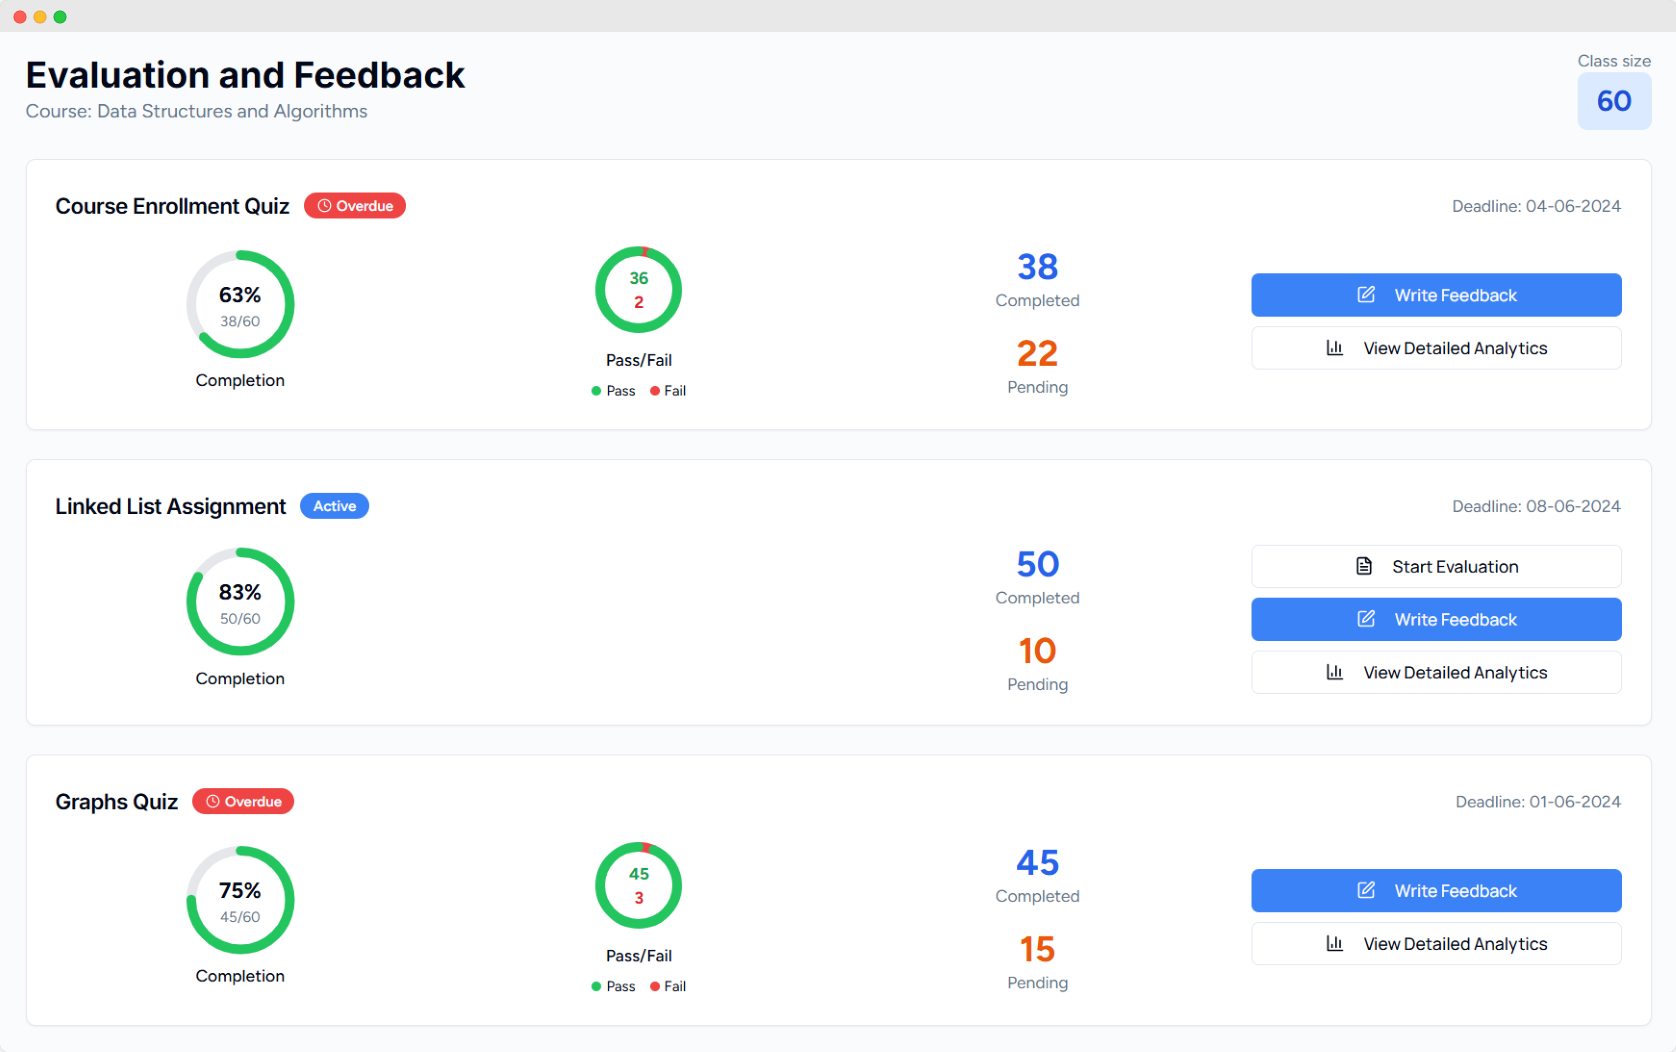 Evaluation and Feedback
Course: Data Structures and Algorithms
Class size
60
Course Enrollment Quiz
Overdue
Deadline: 04-06-2024
63%
38/60
Completion
36
2
Pass/Fail
Pass Fail
38
Completed
22
Pending
Write Feedback
View Detailed Analytics
Linked List Assignment
Active
Deadline: 08-06-2024
83%
50/60
Completion
50
Completed
10
Pending
Start Evaluation
Write Feedback
View Detailed Analytics
Graphs Quiz
Overdue
Deadline: 01-06-2024
75%
45/60
Completion
45
3
Pass/Fail
Pass Fail
45
Completed
15
Pending
Write Feedback
View Detailed Analytics